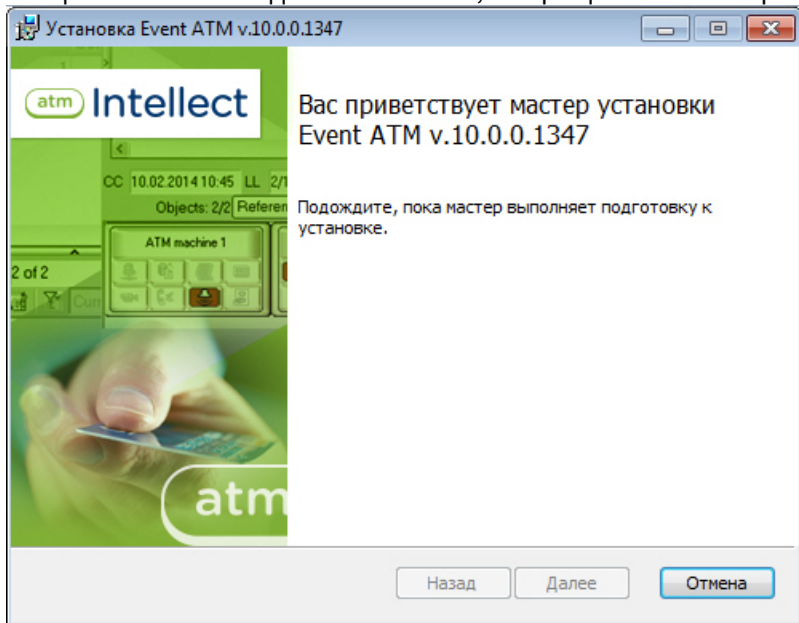 Установка Event ATM v.10.0.0.1347
atm Intellect
Вас приветствует мастер установки
Event ATM v.10.0.0.1347
CC 10.02.2014 10:45 LL
Objects: 2/2
Подождите, пока мастер выполняет подготовку к
установке.
ATM machine 1
2 of 2
atm
Назад Далее Отмена